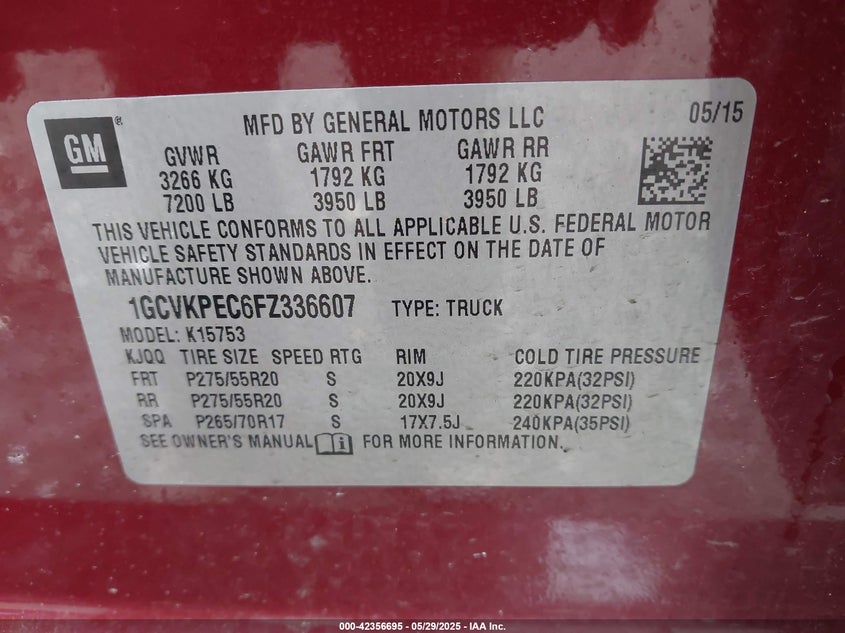 GM
MFD BY GENERAL MOTORS LLC 05/15
GVWR GAWR FRT GAWR RR
3266 KG 1792 KG 1792 KG
7200 LB 3950 LB 3950 LB
THIS VEHICLE CONFORMS TO ALL APPLICABLE U.S. FEDERAL MOTOR
VEHICLE SAFETY STANDARDS IN EFFECT ON THE DATE OF
MANUFACTURE SHOWN ABOVE.
1GCVKPEC6FZ336607 TYPE: TRUCK
MODEL: K15753
KJQQ TIRE SIZE SPEED RTG RIM COLD TIRE PRESSURE
FRT P275/55R20 S 20X9J 220KPA(32PSI)
RR P275/55R20 S 20X9J 220KPA(32PSI)
SPA P265/70R17 S 17X7.5J 240KPA(35PSI)
SEE OWNER'S MANUAL FOR MORE INFORMATION.
000-42356695 - 05/29/2025 - IAA Inc.